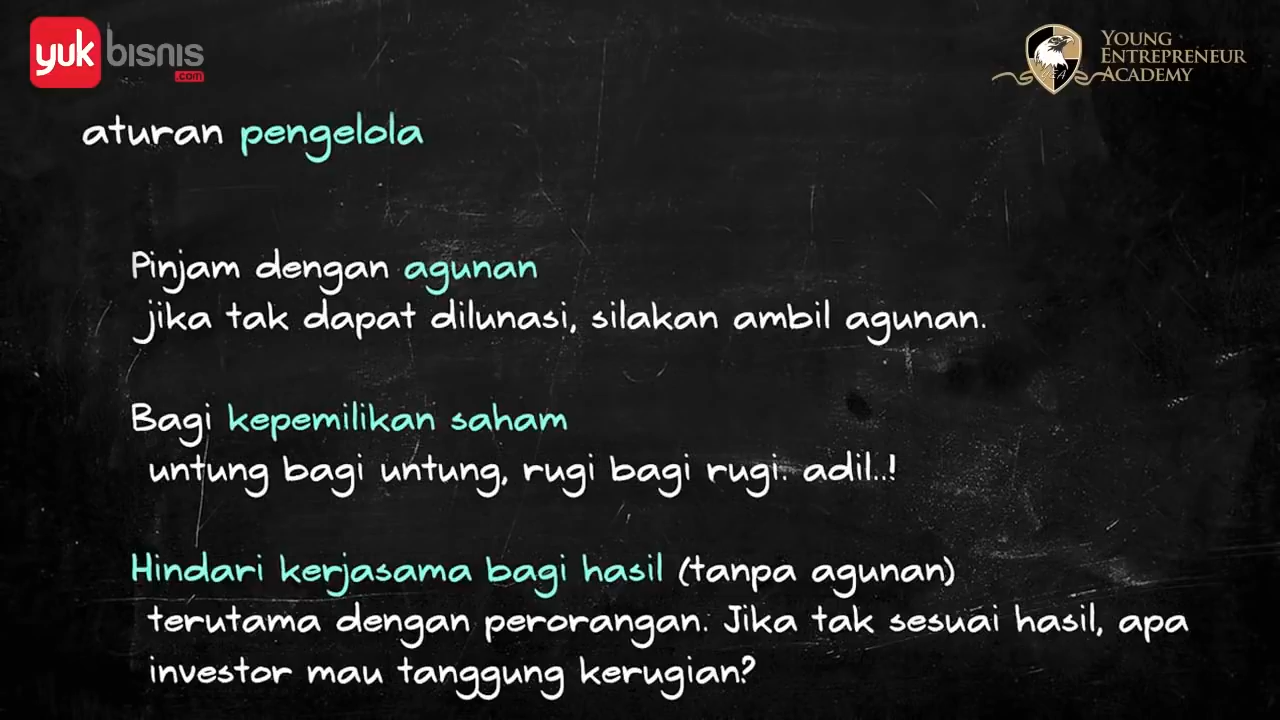 yuk bisnis
.com
YOUNG
ENTREPRENEUR
ACADEMY
YEA
aturan pengelola
Pinjam dengan agunan
jika tak dapat dilunasi, silakan ambil agunan.
Bagi kepemilikan saham
untung bagi untung, rugi bagi rugi. adil..!
Hindari kerjasama bagi hasil (tanpa agunan)
terutama dengan perorangan. Jika tak sesuai hasil, apa
investor mau tanggung kerugian?